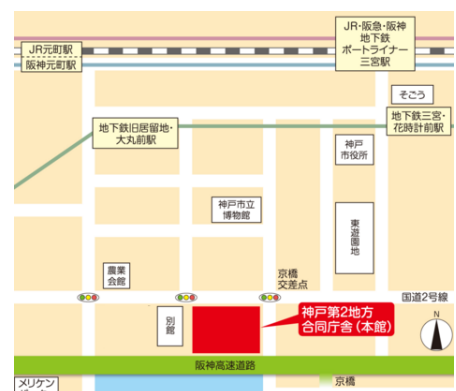 JR・阪急・阪神
地下鉄
ポートライナー
三宮駅
JR元町駅
阪神元町駅
そごう
地下鉄三宮・
花時計前駅
地下鉄旧居留地・
大丸前駅
神戸
市役所
神戸市立
博物館
東遊園地
農業
会館
京橋
交差点
国道2号線
別館
神戸第2地方
合同庁舎(本館)
N
阪神高速道路
メリケン
京橋